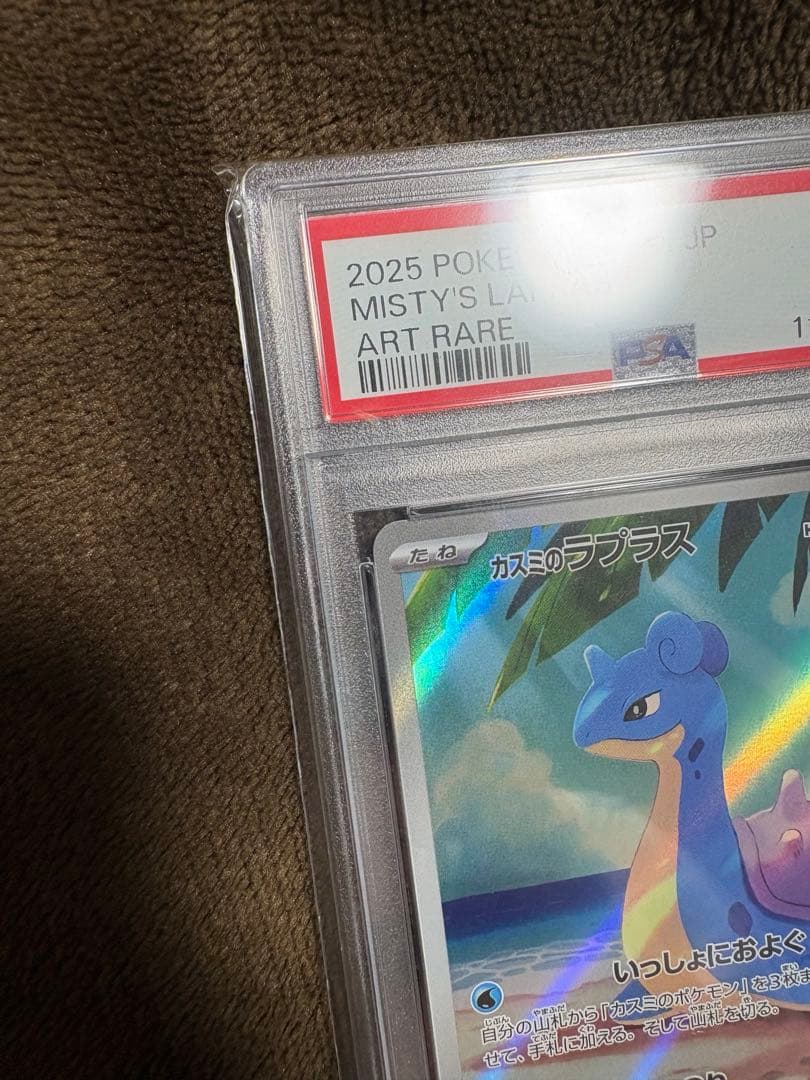 2025 POKE JP
MISTY'S LA
ART RARE
PSA
たね カスミのラプラス
いっしょにおよぐ
自分の山札から「カスミのポケモン」を3枚ま
せて、手札に加える。そして山札を切る。